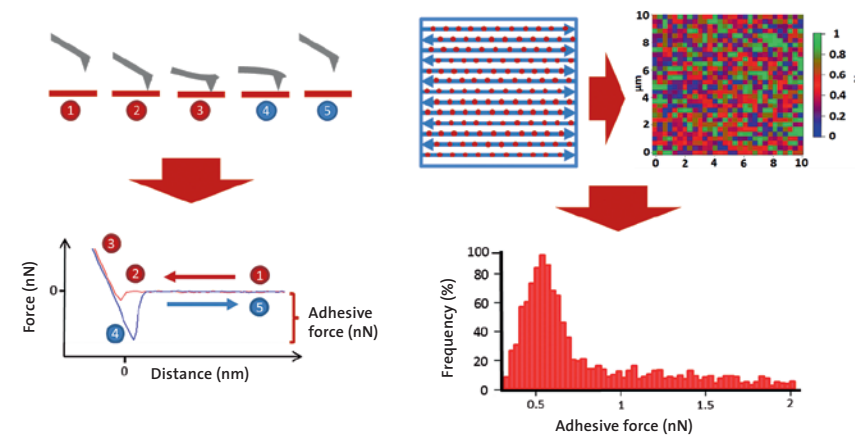 1 2 3 4 5
Force (nN)
0
3
2
1
4
5
Adhesive
force (nN)
0
Distance (nm)
10
8
6
4
2
0
µm
0 2 4 6 8 10
1
0.8
0.6
0.4
0.2
0
Frequency (%)
100
80
60
40
20
0
0.5 1 1.5 2
Adhesive force (nN)